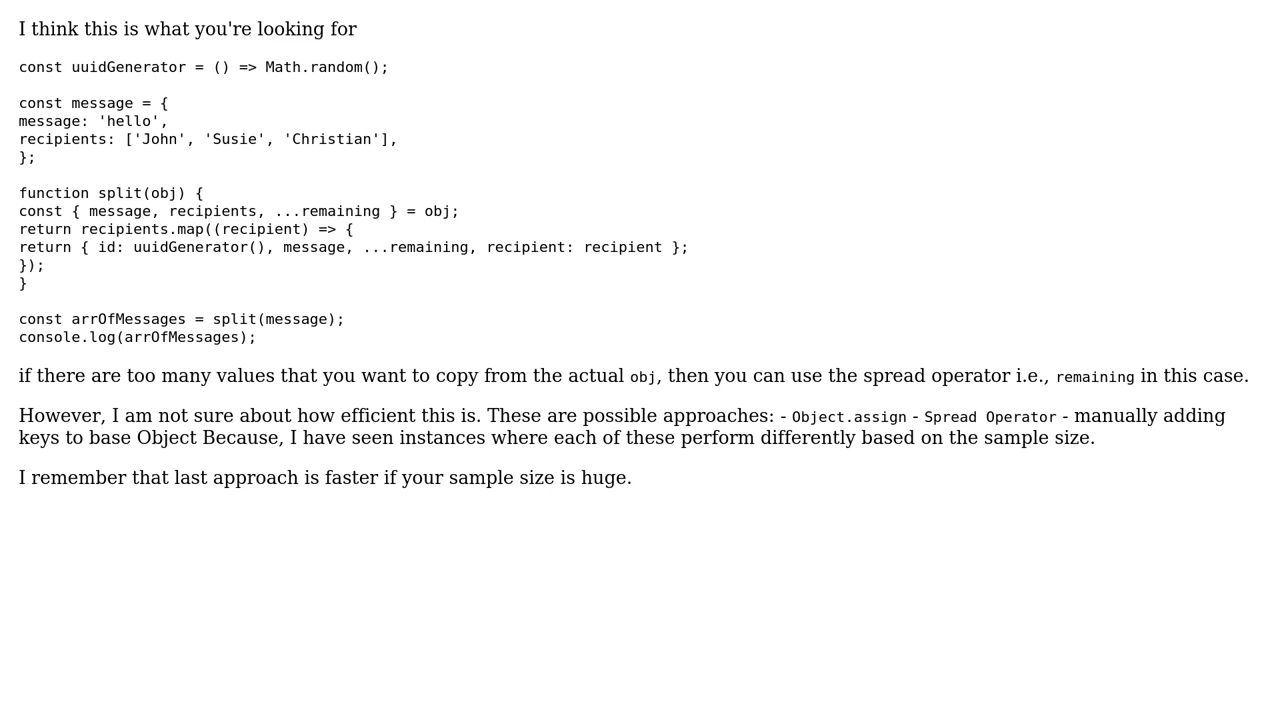 I think this is what you're looking for
const uuidGenerator = () => Math.random();
const message = {
message: 'hello',
recipients: ['John', 'Susie', 'Christian'],
};
function split(obj) {
const { message, recipients, ...remaining } = obj;
return recipients.map((recipient) => {
return { id: uuidGenerator(), message, ...remaining, recipient: recipient };
});
}
const arrOfMessages = split(message);
console.log(arrOfMessages);
if there are too many values that you want to copy from the actual obj, then you can use the spread operator i.e., remaining in this case.
However, I am not sure about how efficient this is. These are possible approaches: - Object.assign - Spread Operator - manually adding
keys to base Object Because, I have seen instances where each of these perform differently based on the sample size.
I remember that last approach is faster if your sample size is huge.